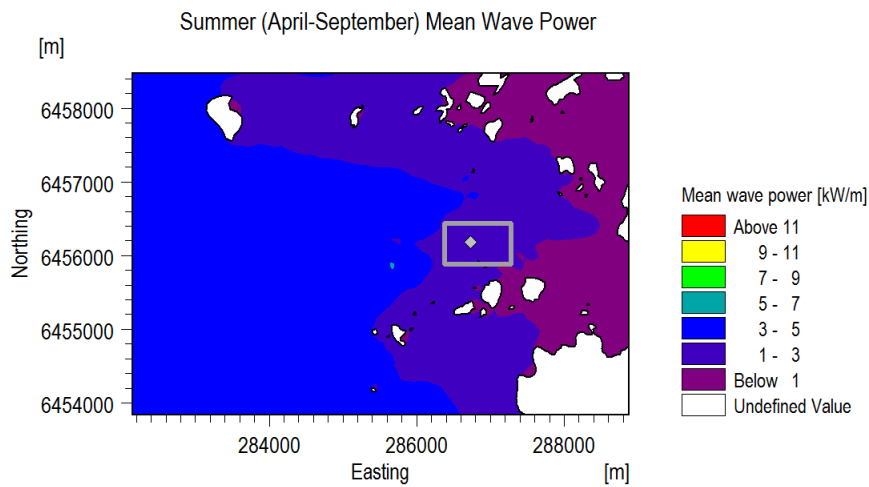 Summer (April-September) Mean Wave Power
[m]
6458000
6457000
6456000
6455000
6454000
Northing
284000
286000
288000
Easting
[m]
Mean wave power [kW/m]
Above 11
9 - 11
7 - 9
5 - 7
3 - 5
1 - 3
Below 1
Undefined Value